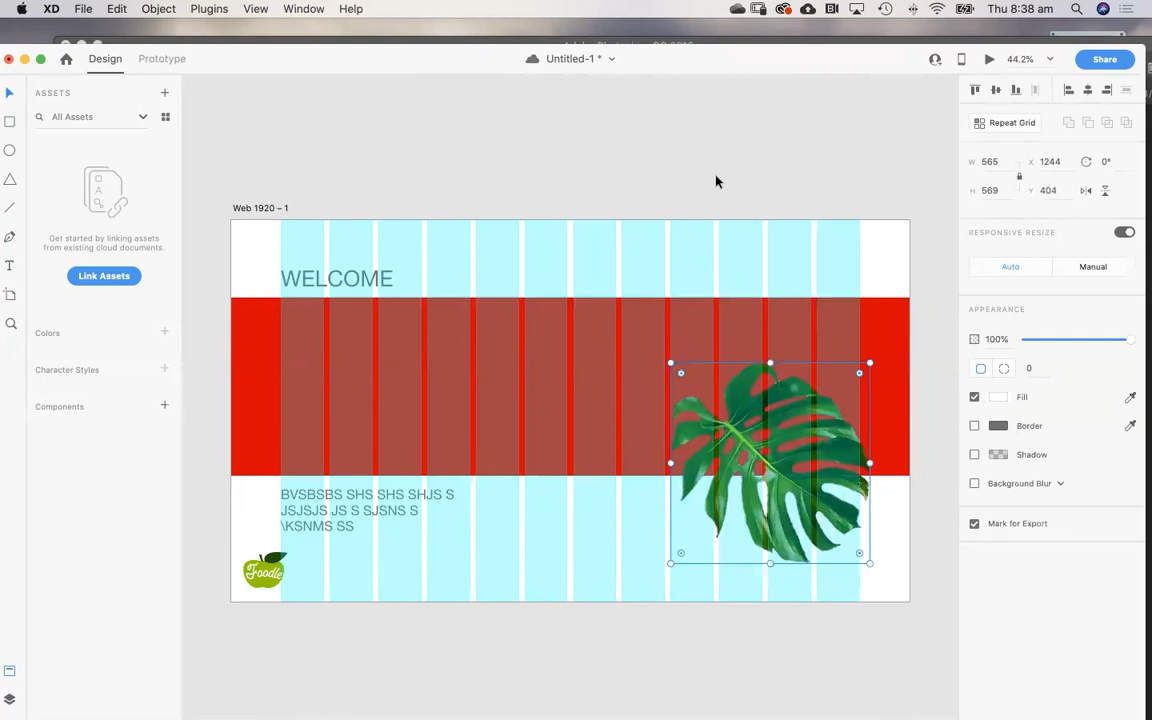 XD File Edit Object Plugins View Window Help Thu 8:38 am
Design Prototype Untitled-1 * 44.2% Share
ASSETS
All Assets
Repeat Grid
W 565 X 1244 0°
H 569 Y 404
Web 1920 – 1
RESPONSIVE RESIZE
Get started by linking assets
from existing cloud documents.
Link Assets
Auto Manual
WELCOME
APPEARANCE
100%
Colors
0
Character Styles
Fill
Components
Border
Shadow
Background Blur
BVSBSBS SHS SHS SHJS S
JSJSJS JS S SJSNS S
\KSNMS SS
Mark for Export
Foodle